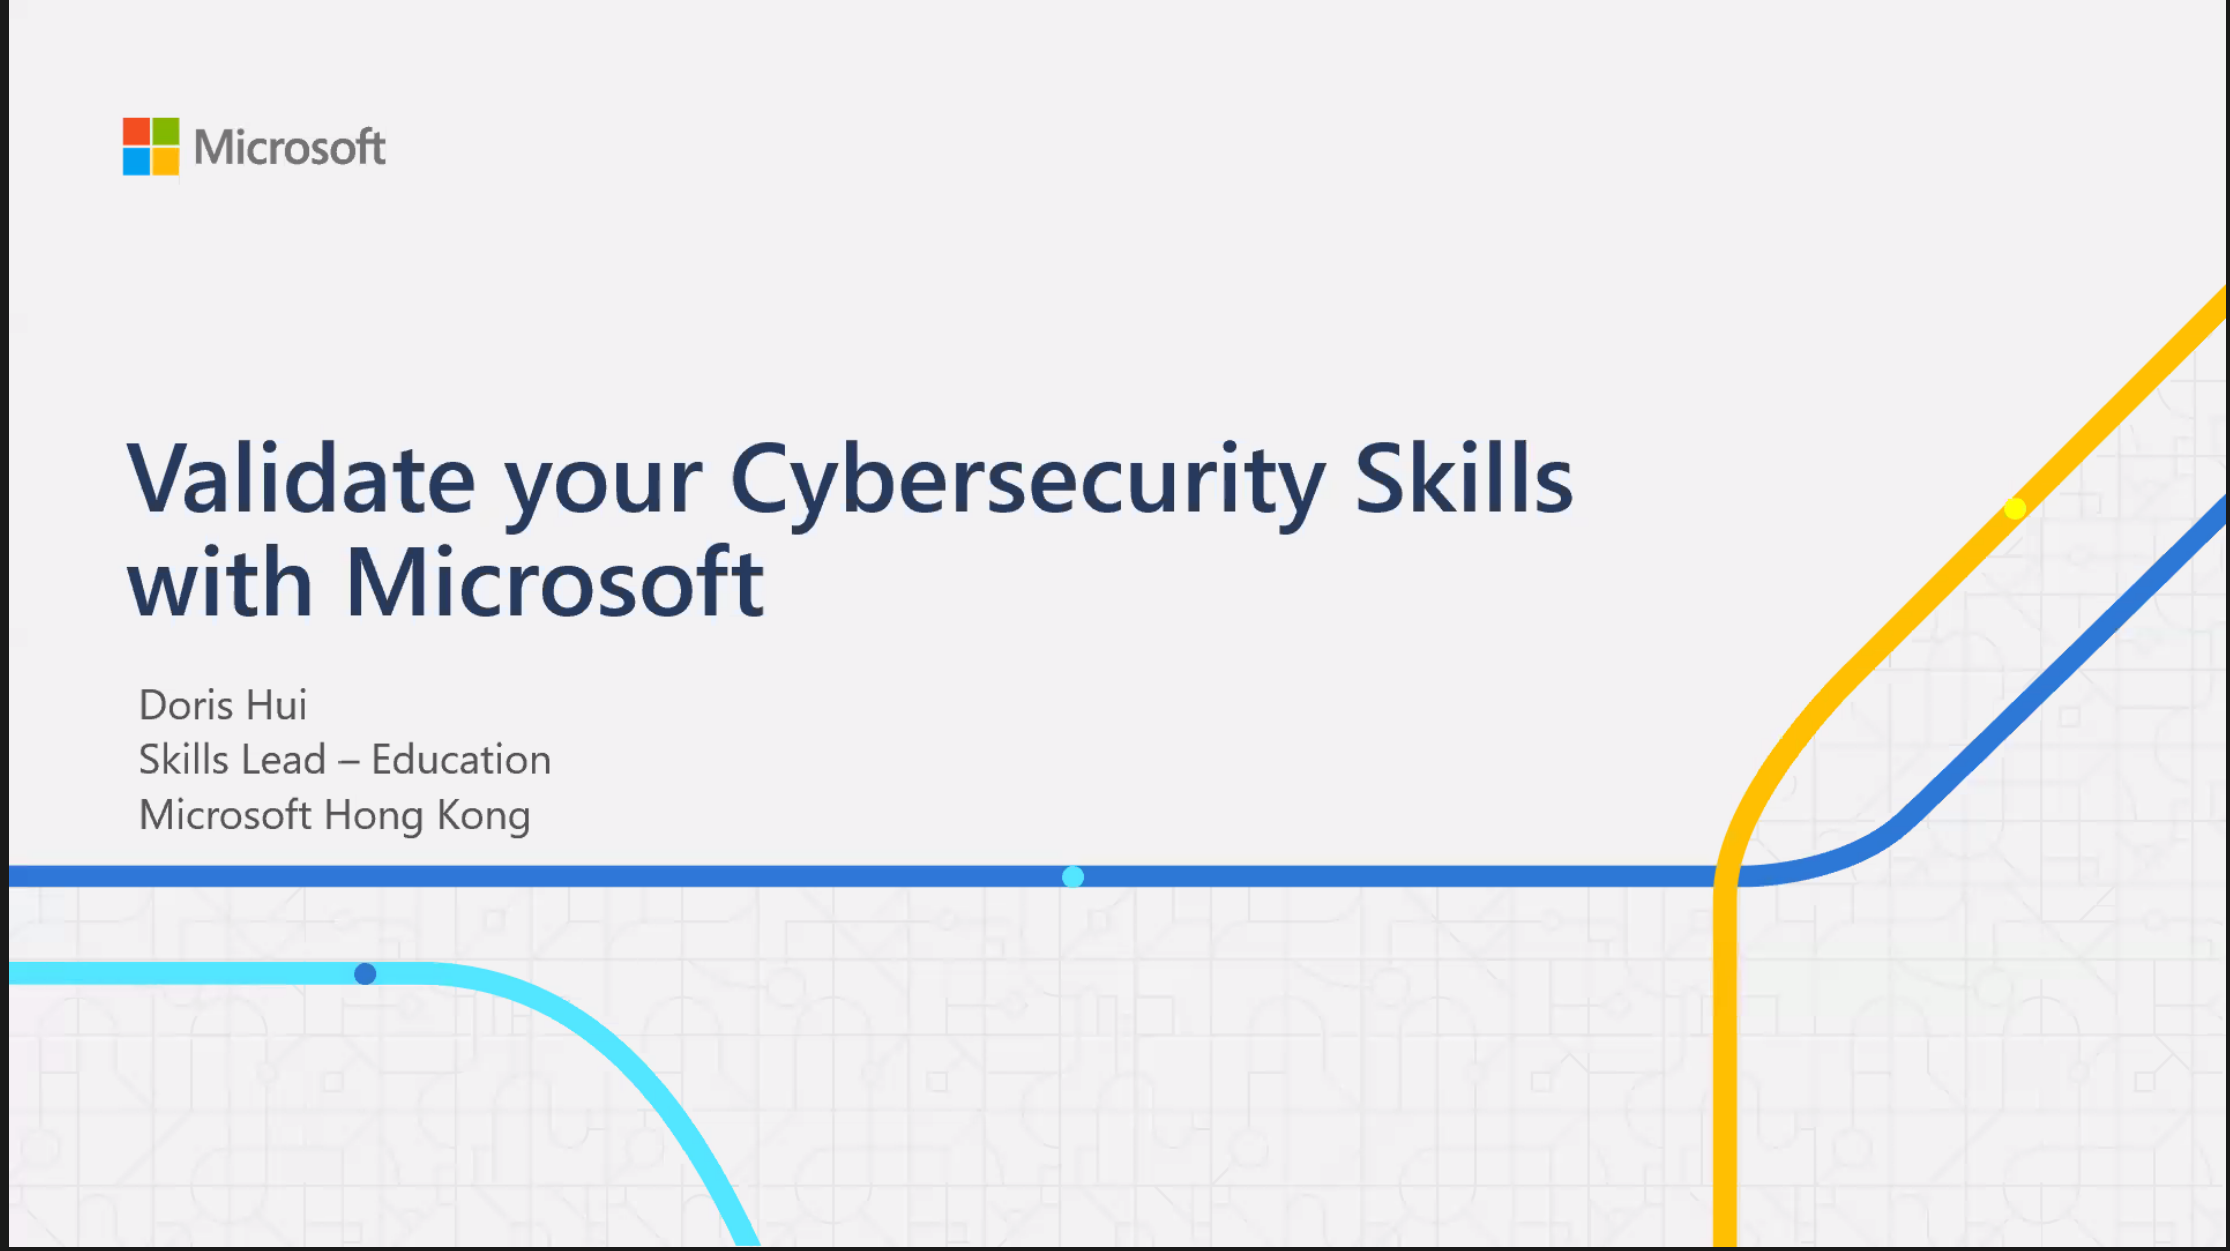 Microsoft
Validate your Cybersecurity Skills
with Microsoft
Doris Hui
Skills Lead – Education
Microsoft Hong Kong